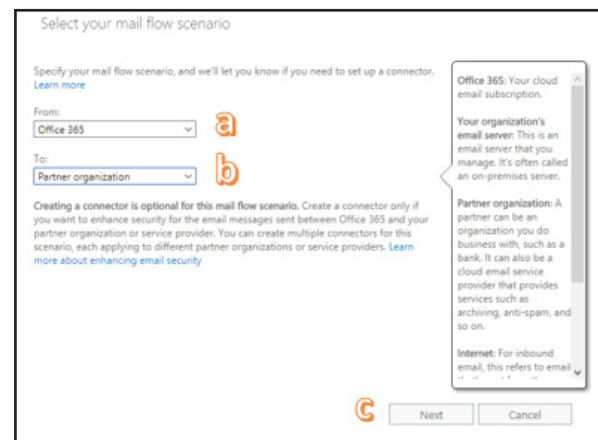 Select your mail flow scenario
Specify your mail flow scenario, and we'll let you know if you need to set up a connector.
Learn more
From:
Office 365
a
To:
Partner organization
b
Creating a connector is optional for this mail flow scenario. Create a connector only if
you want to enhance security for the email messages sent between Office 365 and your
partner organization or service provider. You can create multiple connectors for this
scenario, each applying to different partner organizations or service providers. Learn
more about enhancing email security
Office 365: Your cloud
email subscription.
Your organization's
email server: This is an
email server that you
manage. It's often called
an on-premises server.
Partner organization: A
partner can be an
organization you do
business with, such as a
bank. It can also be a
cloud email service
provider that provides
services such as
archiving, anti-spam, and
so on.
Internet: For inbound
email, this refers to email
c
Next
Cancel